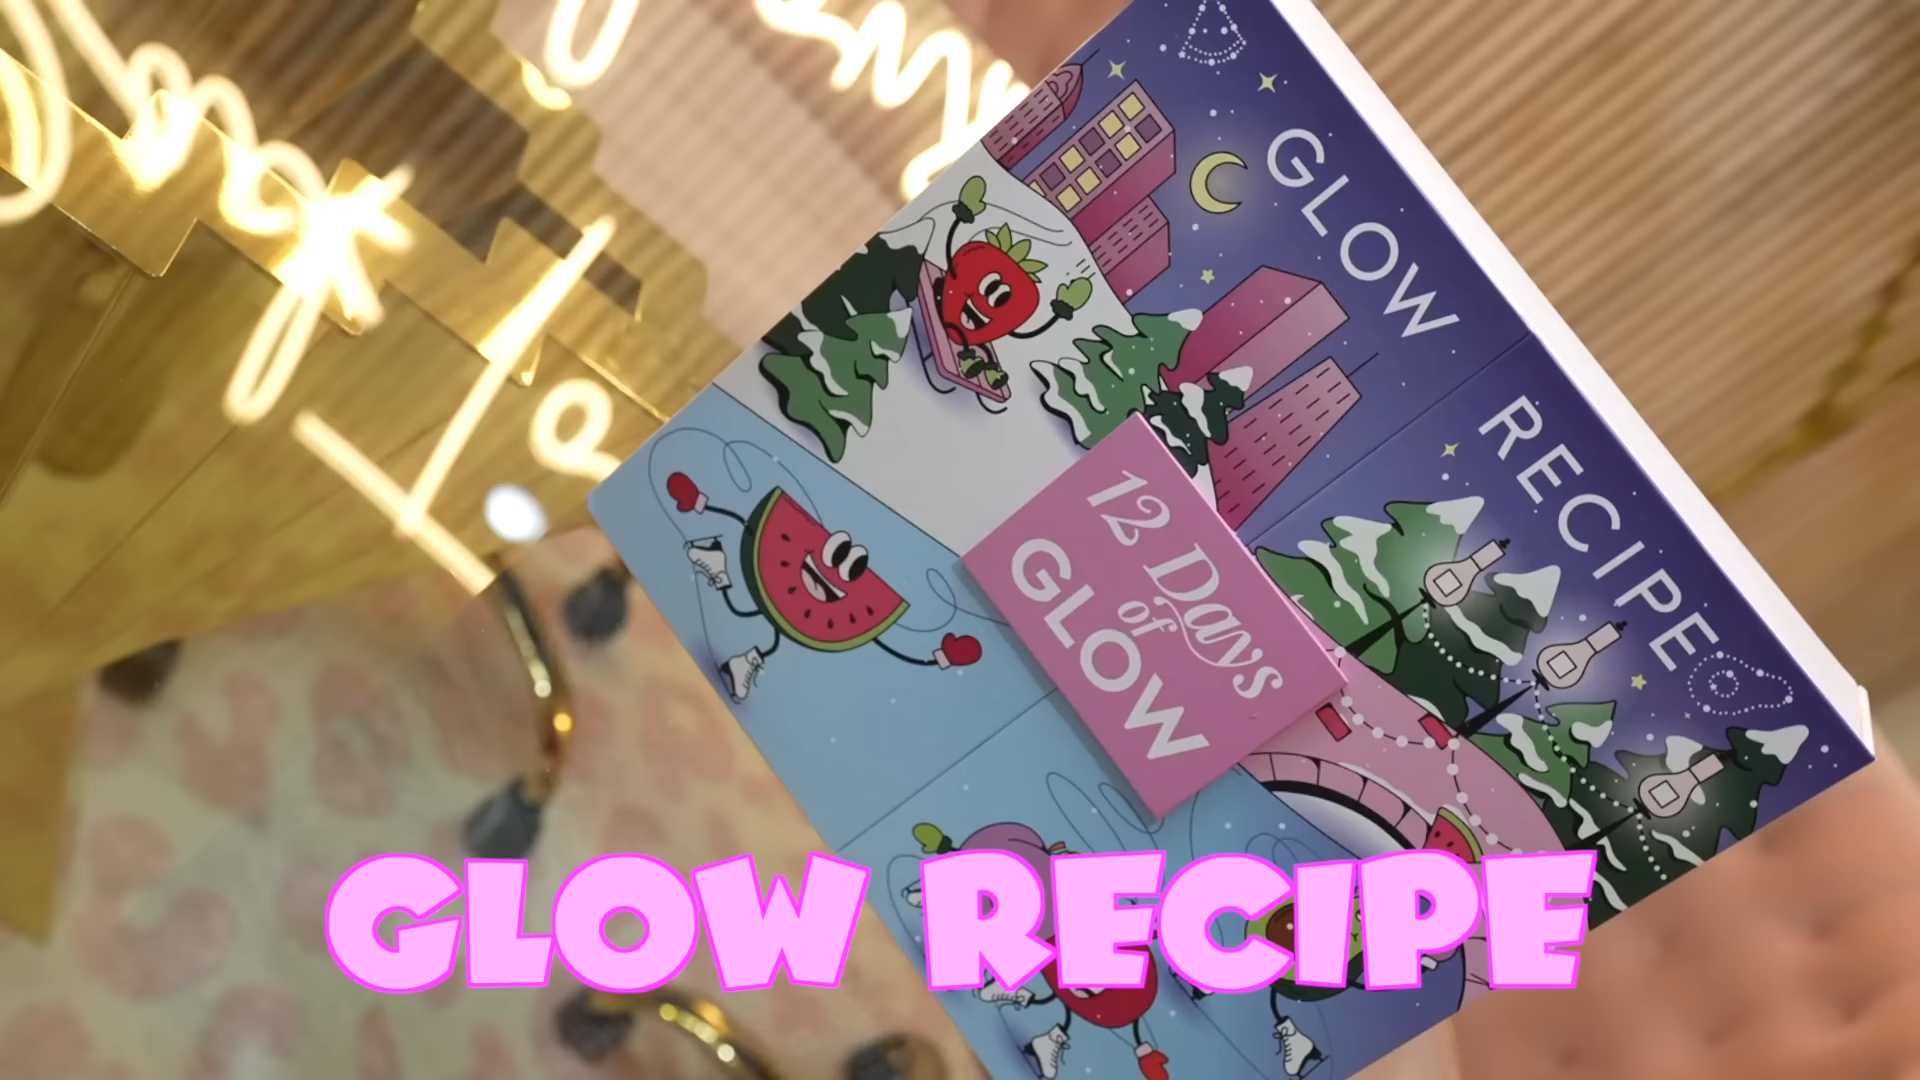 GLOW
RECIPE
12 Days
of
GLOW
GLOW RECIPE